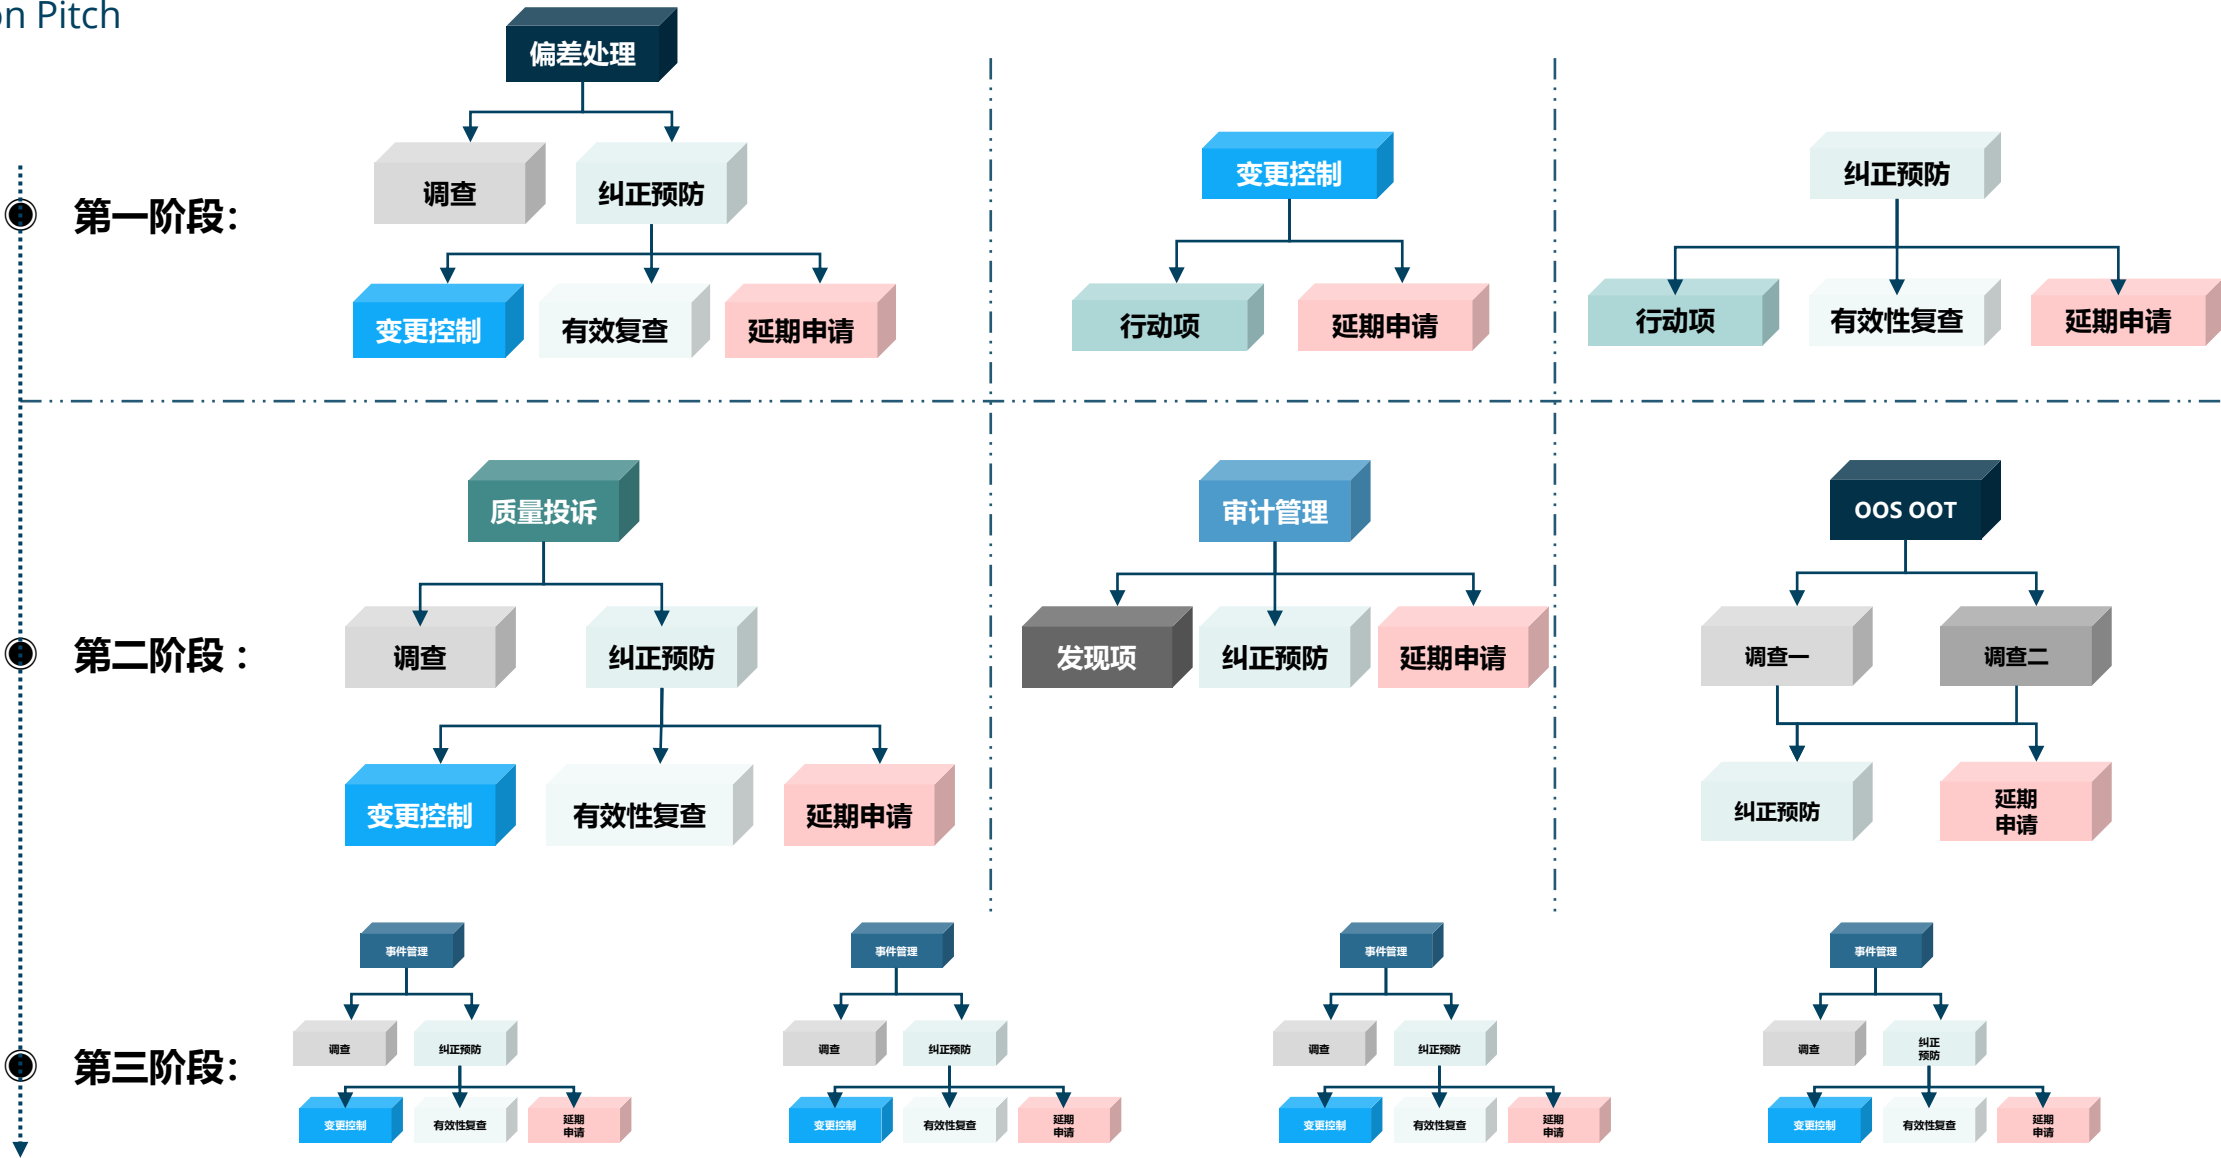 on Pitch
偏差处理
调查
纠正预防
变更控制
有效复查
延期申请
变更控制
行动项
延期申请
纠正预防
行动项
有效性复查
延期申请
第一阶段：
质量投诉
调查
纠正预防
变更控制
有效性复查
延期申请
审计管理
发现项
纠正预防
延期申请
OOS OOT
调查一
调查二
纠正预防
延期
申请
第二阶段：
事件管理
调查
纠正预防
变更控制
有效性复查
延期
申请
事件管理
调查
纠正预防
变更控制
有效性复查
延期
申请
事件管理
调查
纠正预防
变更控制
有效性复查
延期
申请
事件管理
调查
纠正
预防
变更控制
有效性复查
延期
申请
第三阶段：